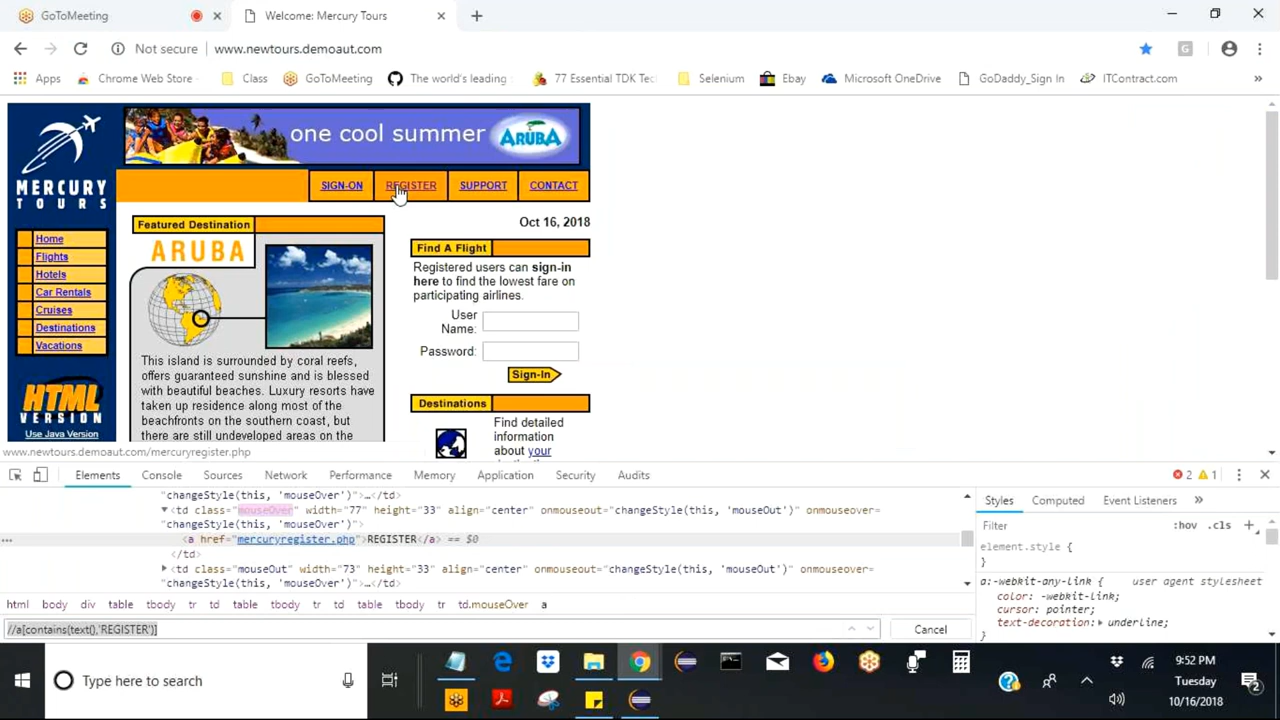 GoToMeeting
Welcome: Mercury Tours
Not secure
www.newtours.demoaut.com
Apps
Chrome Web Store
Class
GoToMeeting
The world's leading
77 Essential TDK Te
Selenium
Ebay
Microsoft OneDrive
GoDaddy_Sign In
ITContract.com
»
MERCURY
TOURS
one cool summer
ARUBA
SIGN-ON
REGISTER
SUPPORT
CONTACT
Oct 16, 2018
Home
Flights
Hotels
Car Rentals
Cruises
Destinations
Vacations
HTML
VERSION
Use Java Version
Featured Destination
ARUBA
This island is surrounded by coral reefs,
offers guaranteed sunshine and is blessed
with beautiful beaches. Luxury resorts have
taken up residence along most of the
beachfronts on the southern coast, but
there are still undeveloped areas on the
Find A Flight
Registered users can sign-in
here to find the lowest fare on
participating airlines.
User
Name:
Password:
Sign-In
Destinations
Find detailed
information
about your
www.newtours.demoaut.com/mercuryregister.php
Elements
Console
Sources
Network
Performance
Memory
Application
Security
Audits
2
1
"changeStyle(this, 'mouseOver')">…</td>
<td class="mouseOver" width="77" height="33" align="center" onmouseout="changeStyle(this, 'mouseOut')" onmouseover=
"changeStyle(this, 'mouseOver')">
<a href="mercuryregister.php">REGISTER</a> == $0
</td>
<td class="mouseOut" width="73" height="33" align="center" onmouseout="changeStyle(this, 'mouseOut')" onmouseover=
"changeStyle(this, 'mouseOver')">…</td>
html body div table tbody tr td table tbody tr td table tbody tr td.mouseOver a
//a[contains(text(),'REGISTER')]
Cancel
Styles
Computed
Event Listeners
»
Filter
:hov .cls +
element.style {
}
a:-webkit-any-link { user agent stylesheet
color: -webkit-link;
cursor: pointer;
text-decoration: underline;
}
Type here to search
9:52 PM
Tuesday
10/16/2018
2